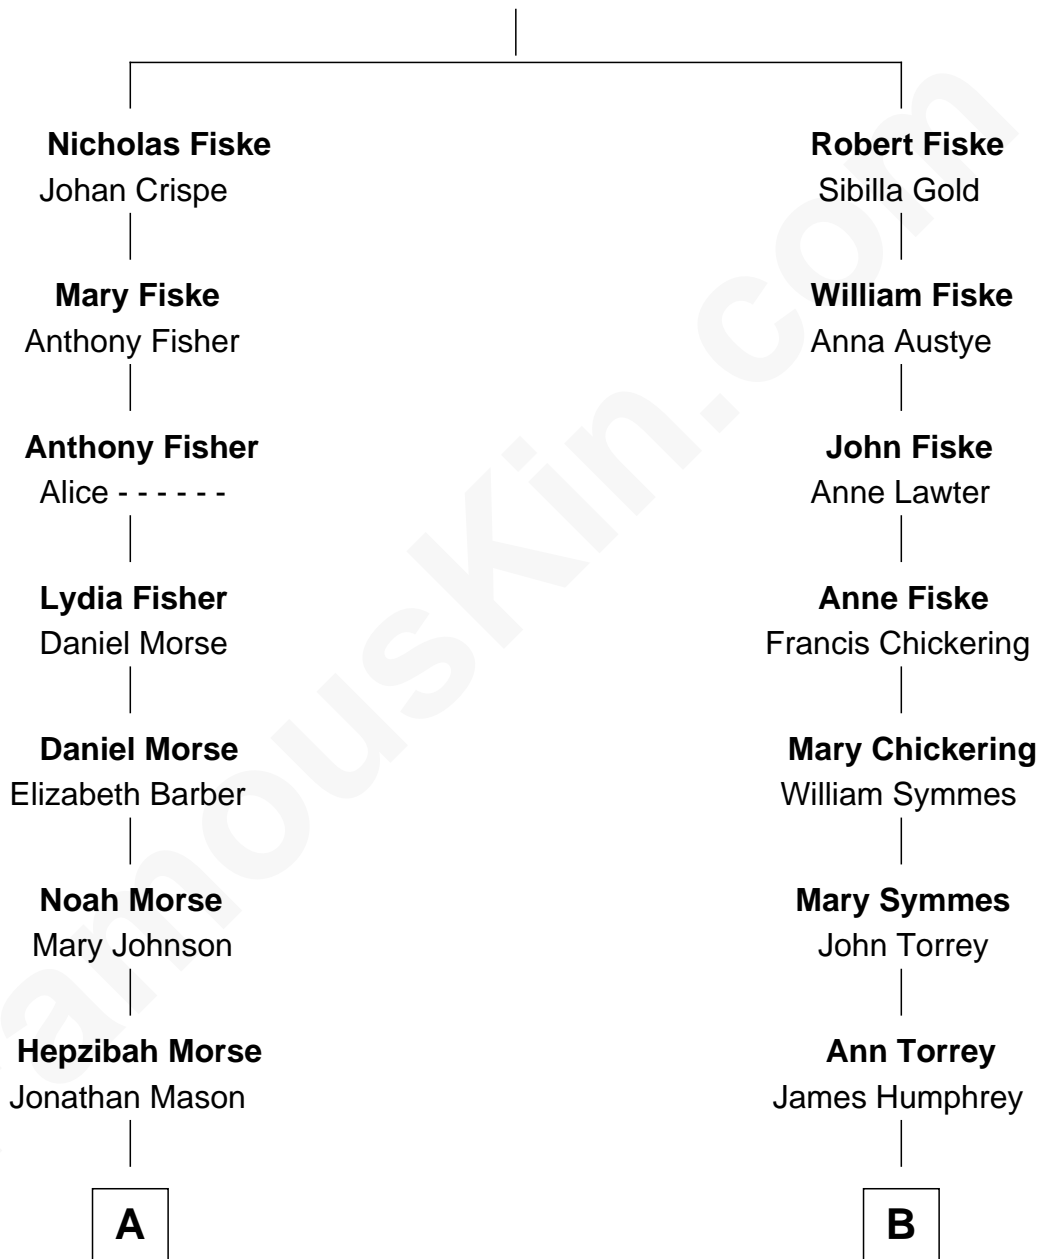 Nicholas Fiske
Johan Crispe
Mary Fiske
Anthony Fisher
Anthony Fisher
Alice - - - - - -
Lydia Fisher
Daniel Morse
Daniel Morse
Elizabeth Barber
Noah Morse
Mary Johnson
Hepzibah Morse
Jonathan Mason
A
Robert Fiske
Sibilla Gold
William Fiske
Anna Austye
John Fiske
Anne Lawter
Anne Fiske
Francis Chickering
Mary Chickering
William Symmes
Mary Symmes
John Torrey
Ann Torrey
James Humphrey
B
amousKin.com